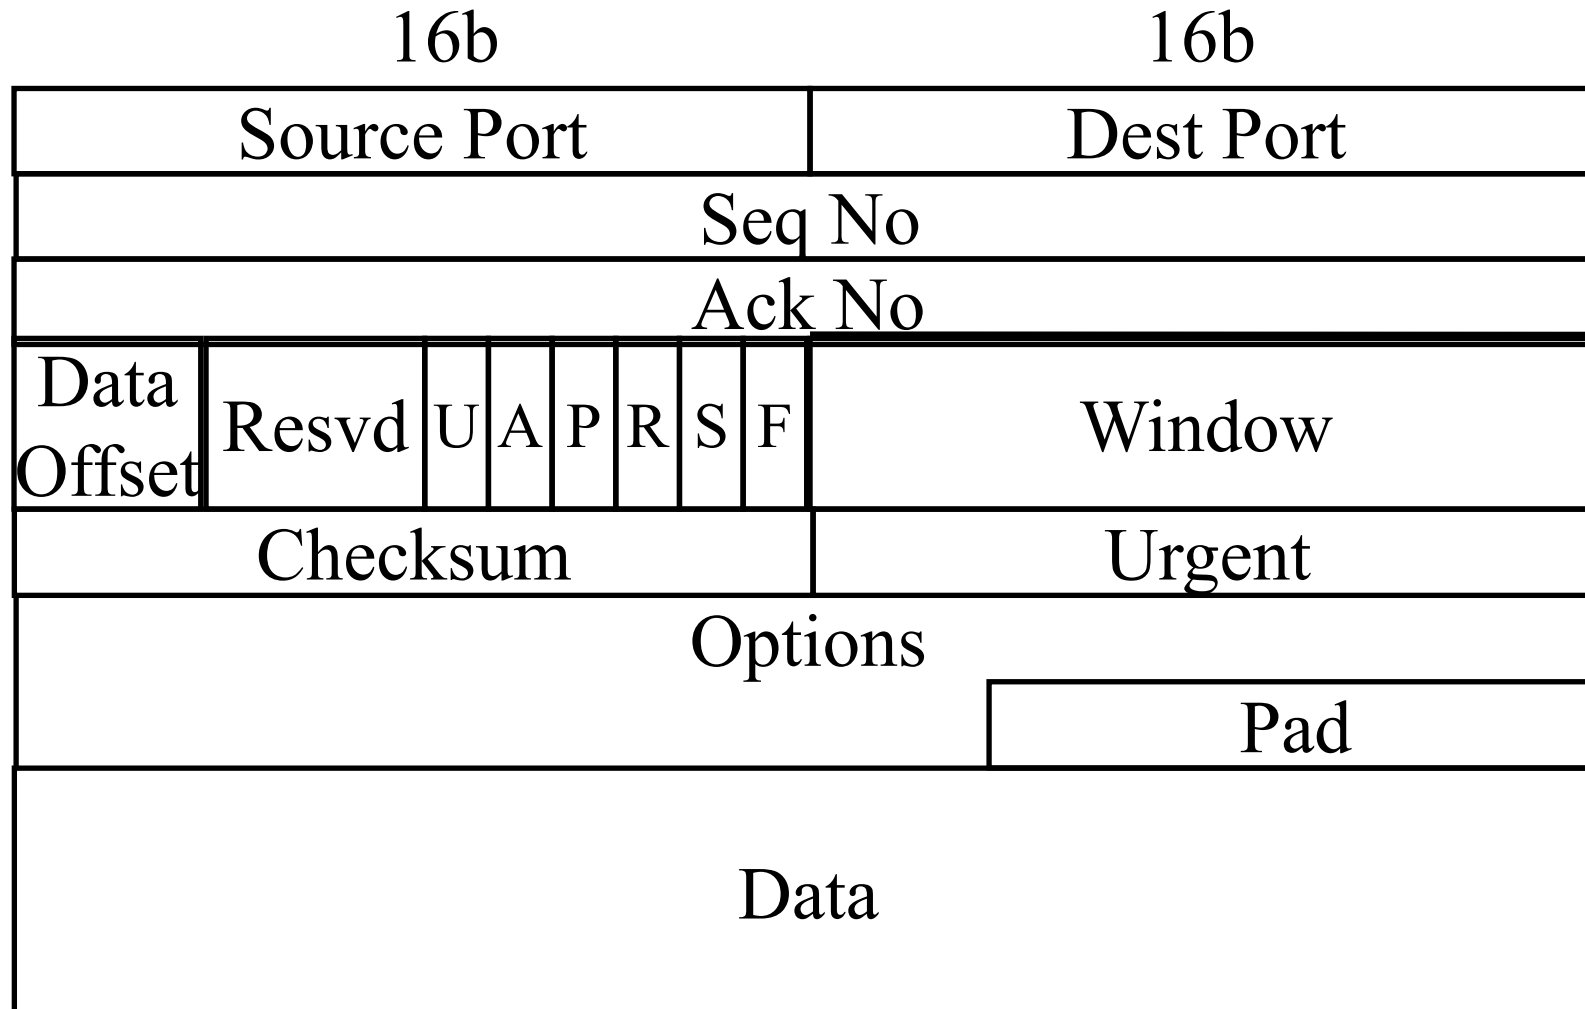 16b 16b
Source Port Dest Port
Seq No
Ack No
Data
Offset
Resvd U A P R S F Window
Checksum Urgent
Options
Pad
Data